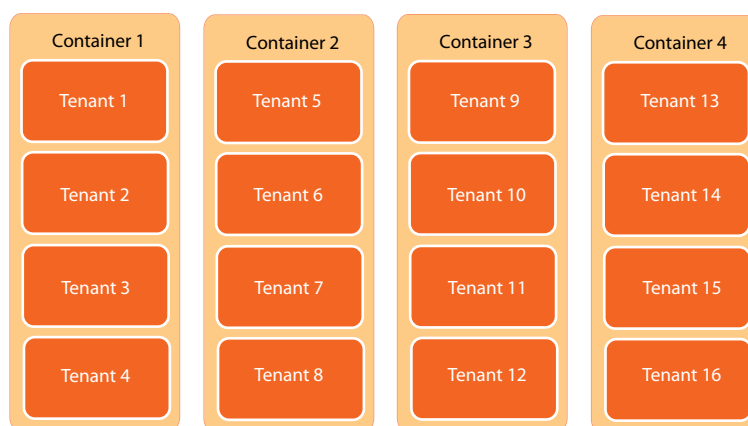 Container 1
Tenant 1
Tenant 2
Tenant 3
Tenant 4
Container 2
Tenant 5
Tenant 6
Tenant 7
Tenant 8
Container 3
Tenant 9
Tenant 10
Tenant 11
Tenant 12
Container 4
Tenant 13
Tenant 14
Tenant 15
Tenant 16